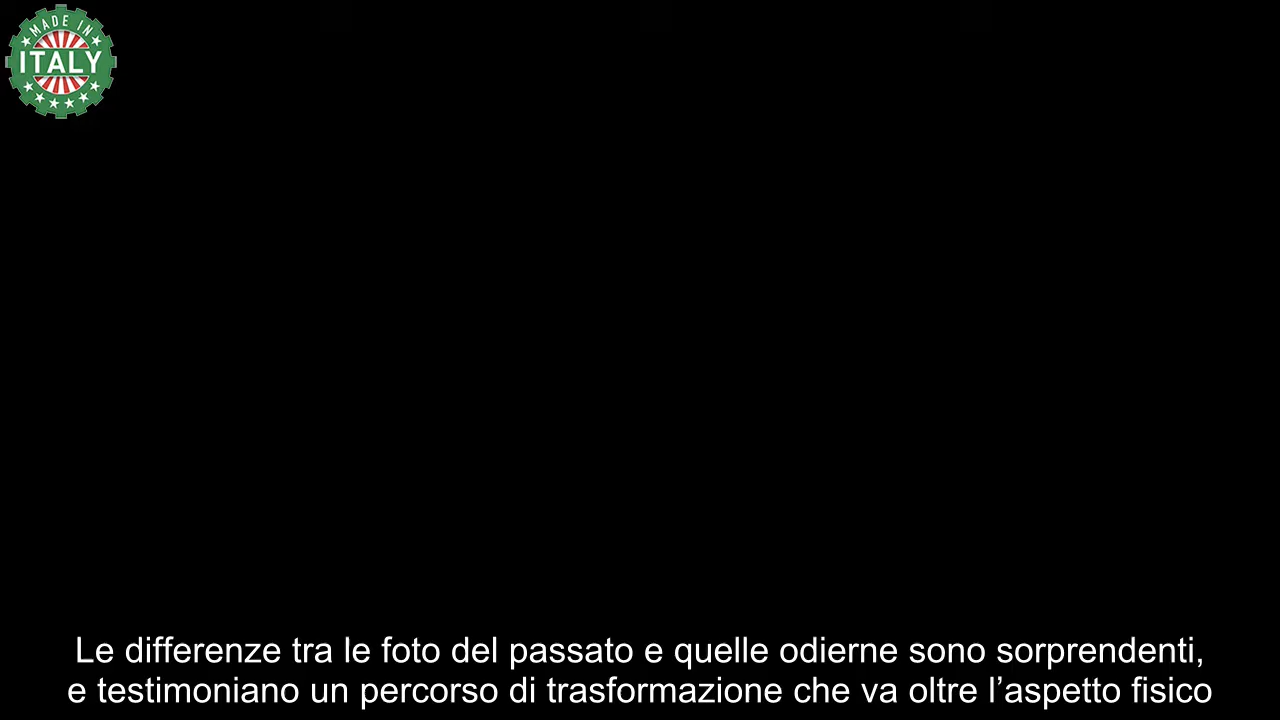 MADE IN
ITALY
Le differenze tra le foto del passato e quelle odierne sono sorprendenti,
e testimoniano un percorso di trasformazione che va oltre l’aspetto fisico